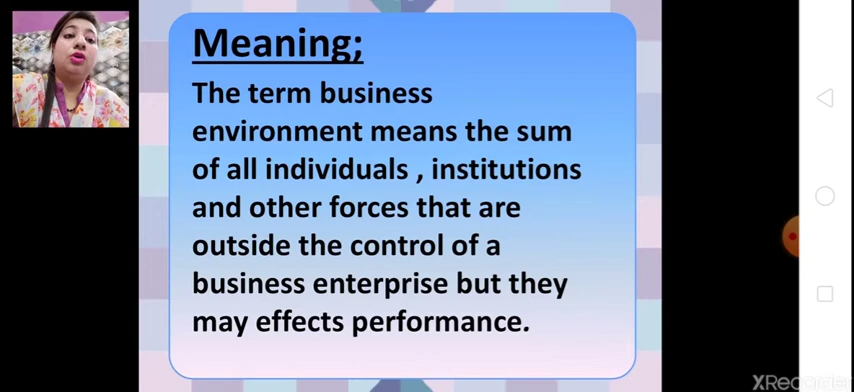 Meaning;
The term business
environment means the sum
of all individuals , institutions
and other forces that are
outside the control of a
business enterprise but they
may effects performance.
XRecorder